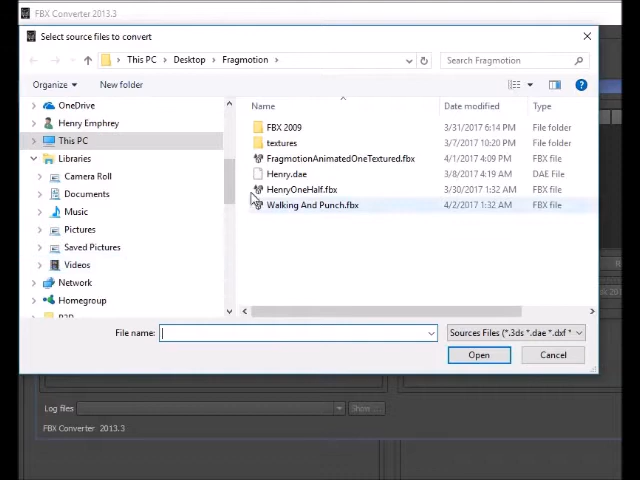 FBX Converter 2013.3
Select source files to convert
This PC > Desktop > Fragmotion
Search Fragmotion
Organize
New folder
OneDrive
Henry Emphrey
This PC
Libraries
Camera Roll
Documents
Music
Pictures
Saved Pictures
Videos
Network
Homegroup
Name Date modified Type
FBX 2009 3/31/2017 6:14 PM File folder
textures 3/7/2017 10:20 PM File folder
FragmotionAnimatedOneTextured.fbx 4/1/2017 4:09 PM FBX file
Henry.dae 3/8/2017 4:19 AM DAE File
HenryOneHalf.fbx 3/30/2017 1:32 AM FBX file
Walking And Punch.fbx 4/2/2017 1:32 AM FBX file
File name:
Sources Files (*.3ds *.dae *.dxf *
Open
Cancel
Log files
Show ...
FBX Converter 2013.3